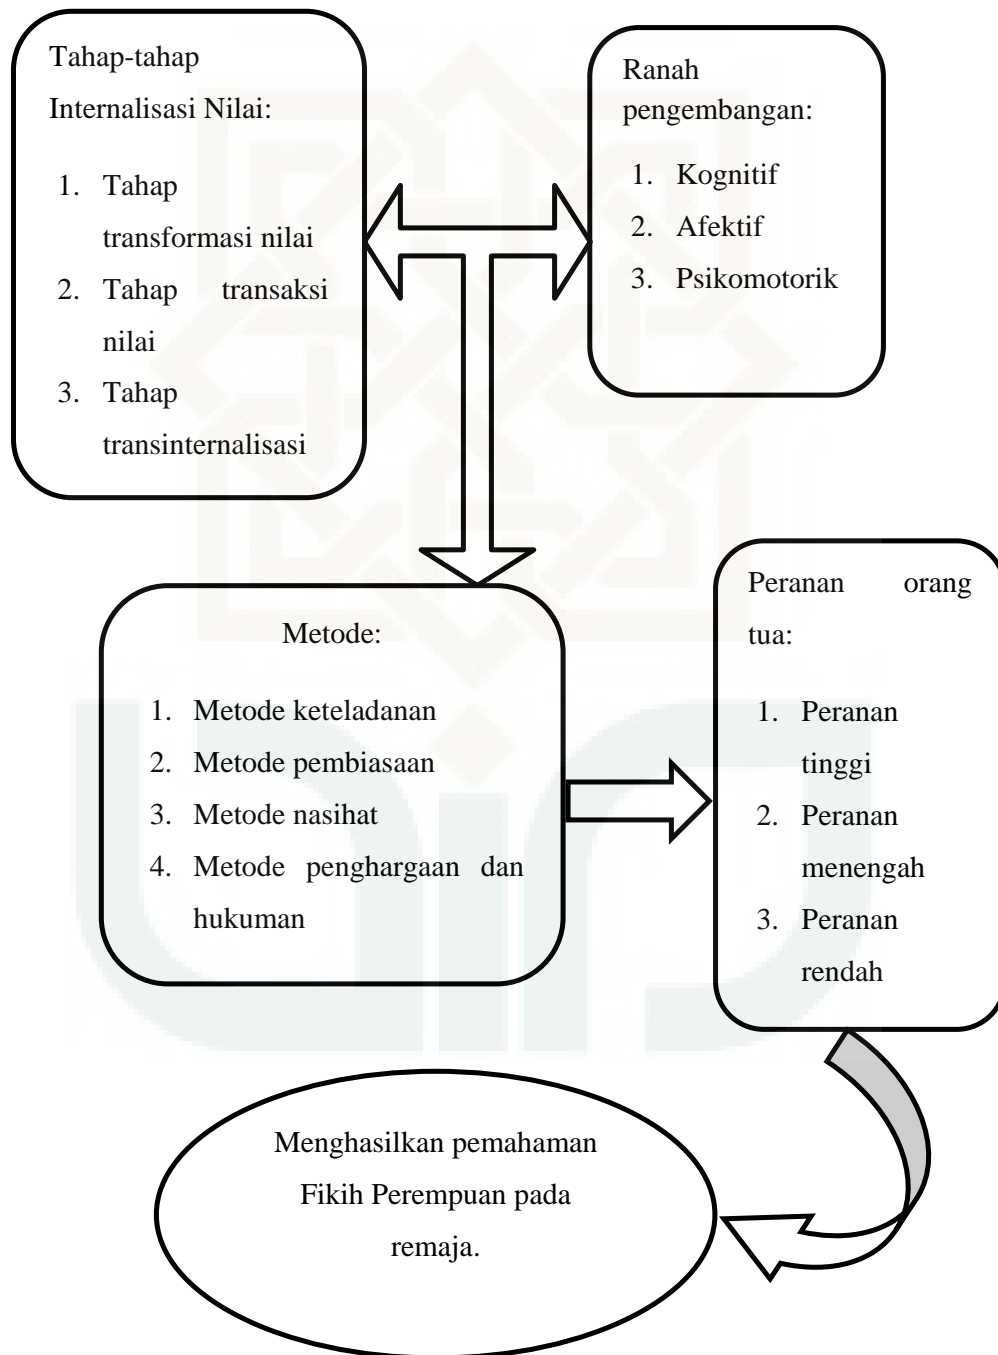 Tahap-tahap
Internalisasi Nilai:
1. Tahap
transformasi nilai
2. Tahap transaksi
nilai
3. Tahap
transinternalisasi
Ranah
pengembangan:
1. Kognitif
2. Afektif
3. Psikomotorik
Metode:
1. Metode keteladanan
2. Metode pembiasaan
3. Metode nasihat
4. Metode penghargaan dan
hukuman
Peranan orang
tua:
1. Peranan
tinggi
2. Peranan
menengah
3. Peranan
rendah
Menghasilkan pemahaman
Fikih Perempuan pada
remaja.